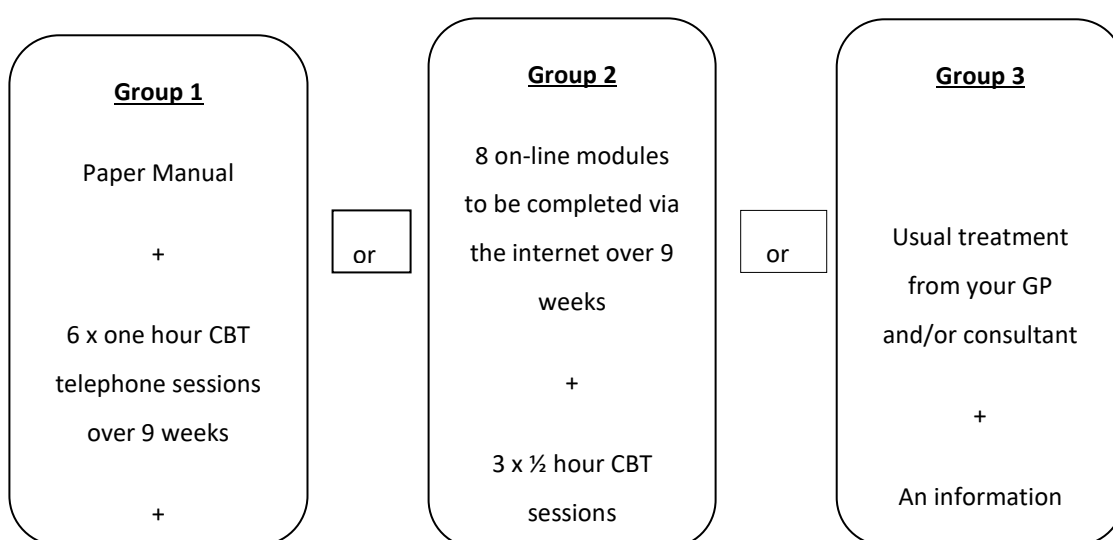 Group 1
Paper Manual
+
6 x one hour CBT
telephone sessions
over 9 weeks
+
or
Group 2
8 on-line modules
to be completed via
the internet over 9
weeks
+
3 x ½ hour CBT
sessions
or
Group 3
Usual treatment
from your GP
and/or consultant
+
An information